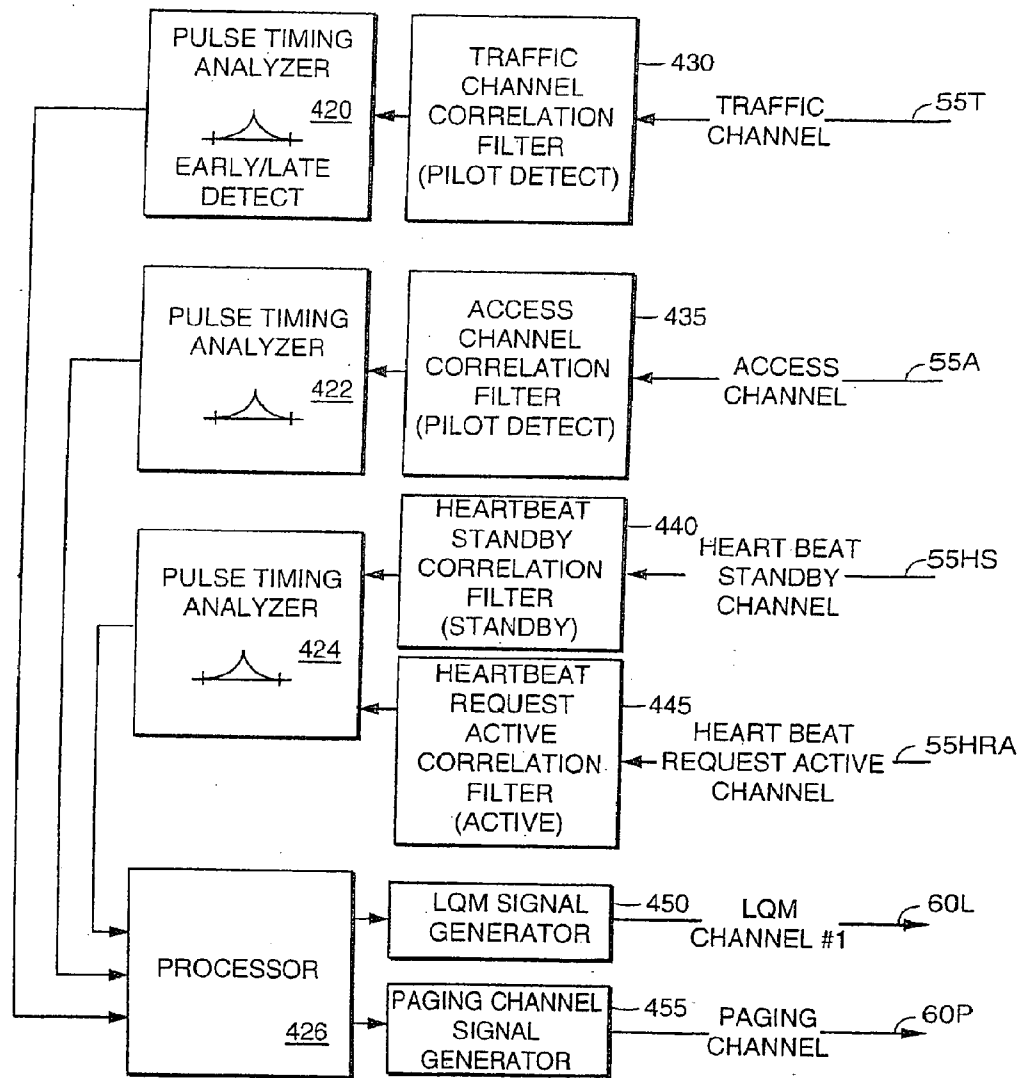 PULSE TIMING
ANALYZER
420
EARLY/LATE
DETECT
TRAFFIC
CHANNEL
CORRELATION
FILTER
(PILOT DETECT)
430
TRAFFIC
CHANNEL
55T
PULSE TIMING
ANALYZER
422
ACCESS
CHANNEL
CORRELATION
FILTER
(PILOT DETECT)
435
ACCESS
CHANNEL
55A
PULSE TIMING
ANALYZER
424
HEARTBEAT
STANDBY
CORRELATION
FILTER
(STANDBY)
440
HEART BEAT
STANDBY
CHANNEL
55HS
HEARTBEAT
REQUEST
ACTIVE
CORRELATION
FILTER
(ACTIVE)
445
HEART BEAT
REQUEST ACTIVE
CHANNEL
55HRA
PROCESSOR
426
LQM SIGNAL
GENERATOR
450
LQM
CHANNEL #1
60L
PAGING CHANNEL
SIGNAL
GENERATOR
455
PAGING
CHANNEL
60P